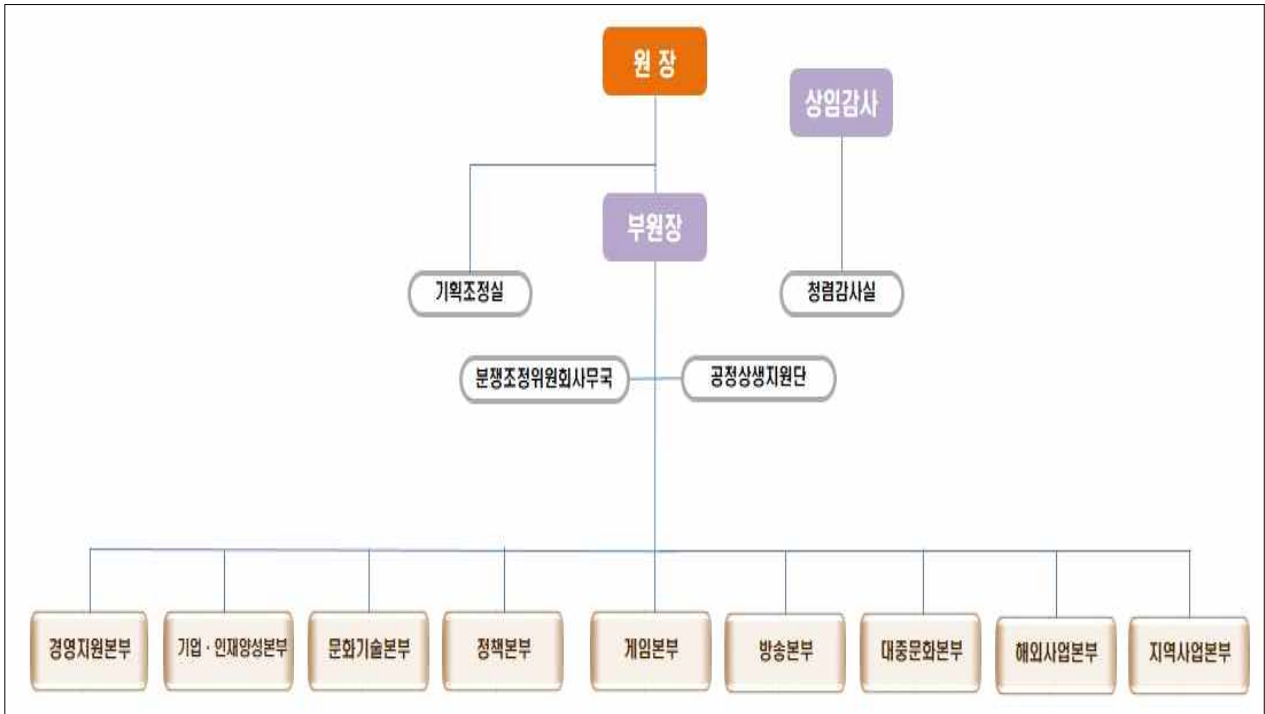 원 장
상임감사
부원장
기획조정실
청렴감사실
분쟁조정위원회사무국
공정상생지원단
경영지원본부
기업 · 인재양성본부
문화기술본부
정책본부
게임본부
방송본부
대중문화본부
해외사업본부
지역사업본부